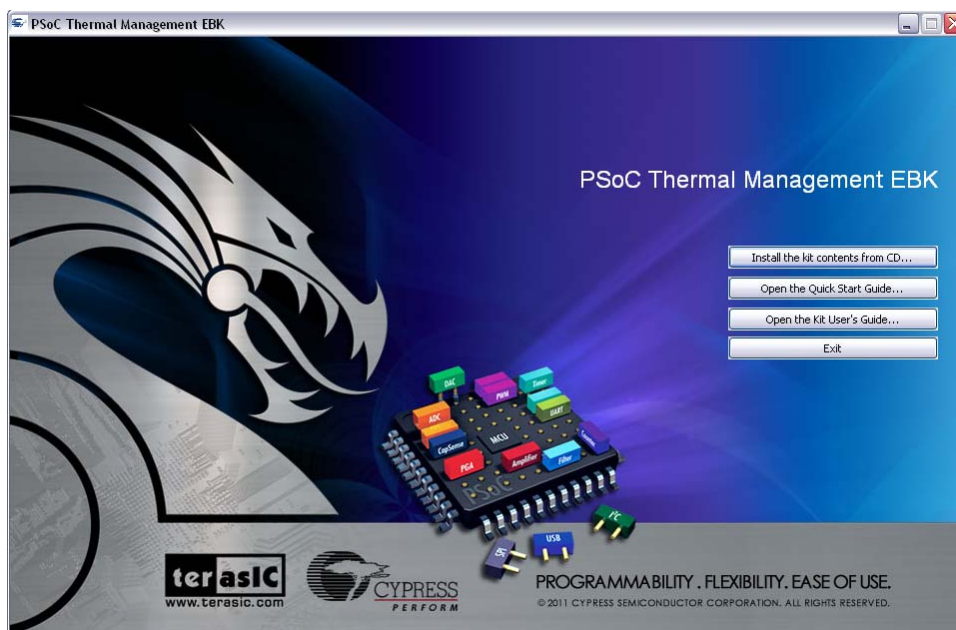 PSoC Thermal Management EBK
PSoC Thermal Management EBK
Install the kit contents from CD...
Open the Quick Start Guide...
Open the Kit User's Guide...
Exit
DAC
PWM
Timer
ADC
UART
CapSense
MCU
PGA
Amplifier
Filter
PSoC
I²C
USB
terasIC
www.terasic.com
CYPRESS
PERFORM
PROGRAMMABILITY . FLEXIBILITY. EASE OF USE.
© 2011 CYPRESS SEMICONDUCTOR CORPORATION. ALL RIGHTS RESERVED.